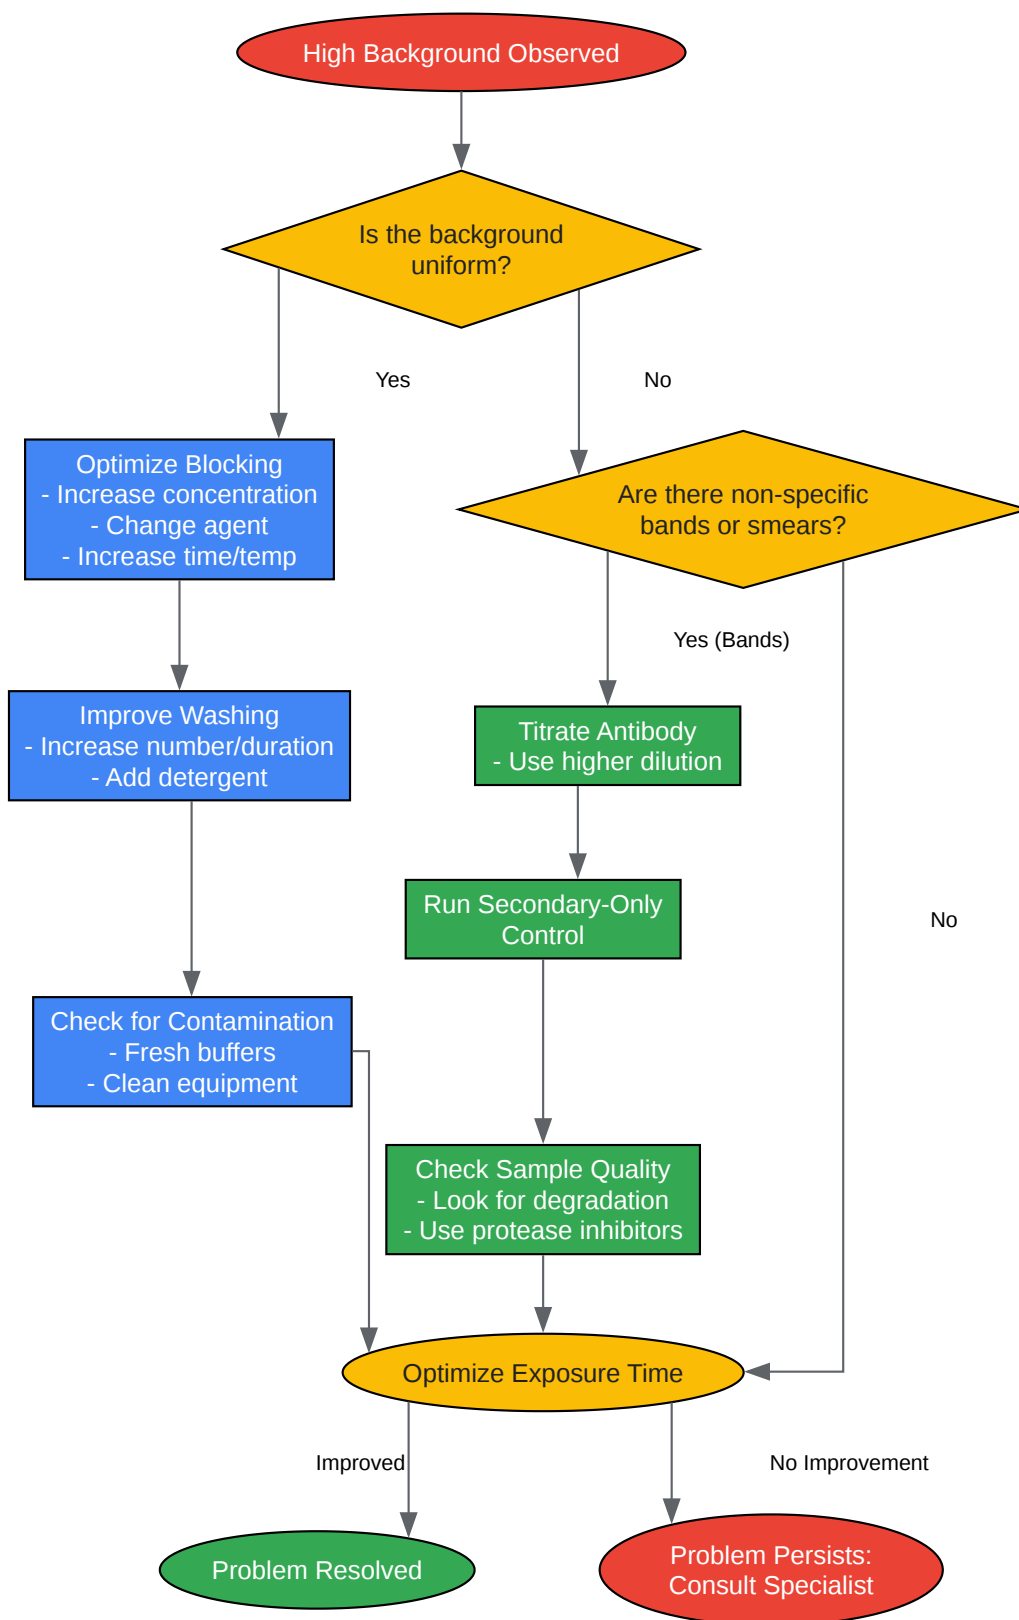 High Background Observed
Is the background
uniform?
Yes
No
Optimize Blocking
- Increase concentration
- Change agent
- Increase time/temp
Are there non-specific
bands or smears?
Yes (Bands)
Improve Washing
- Increase number/duration
- Add detergent
Titrate Antibody
- Use higher dilution
Run Secondary-Only
Control
No
Check for Contamination
- Fresh buffers
- Clean equipment
Check Sample Quality
- Look for degradation
- Use protease inhibitors
Optimize Exposure Time
Improved
No Improvement
Problem Resolved
Problem Persists:
Consult Specialist